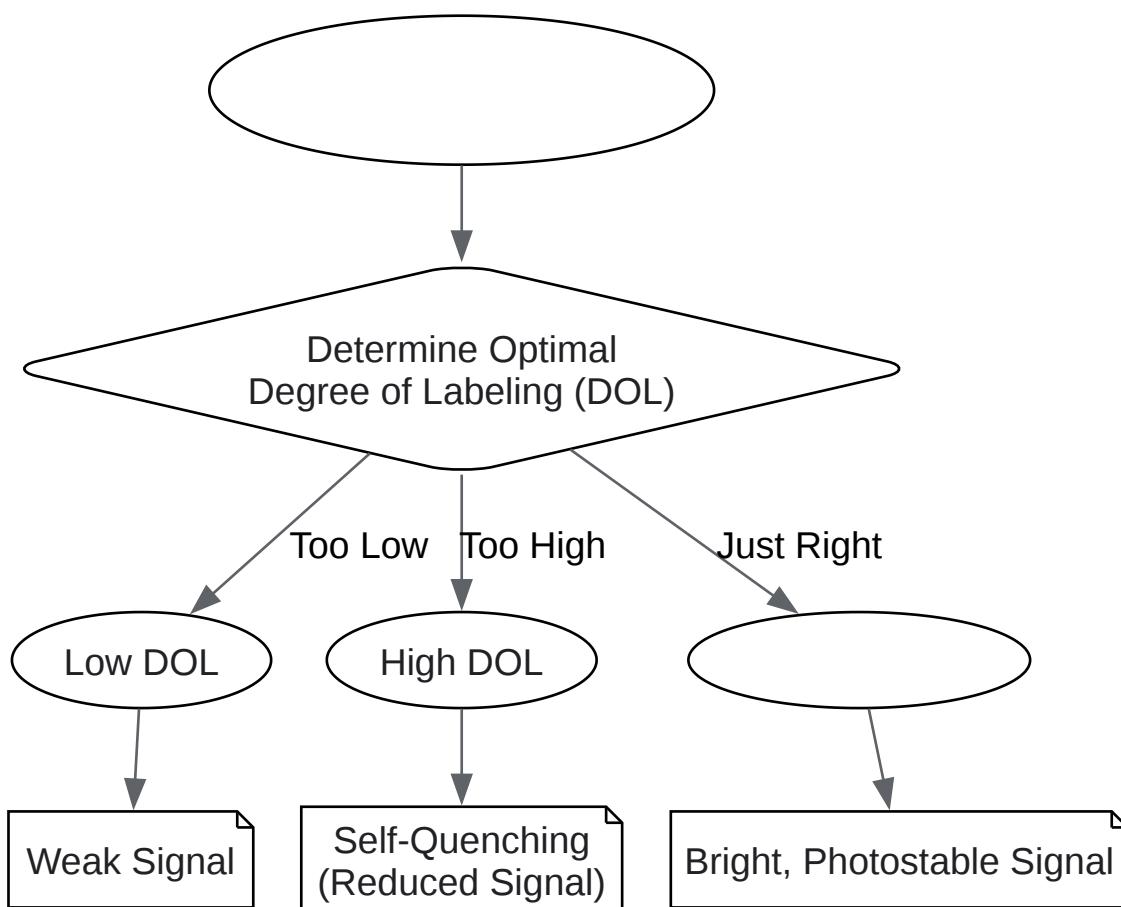 Determine Optimal
Degree of Labeling (DOL)
Too Low
Too High
Just Right
Low DOL
High DOL
Weak Signal
Self-Quenching
(Reduced Signal)
Bright, Photostable Signal